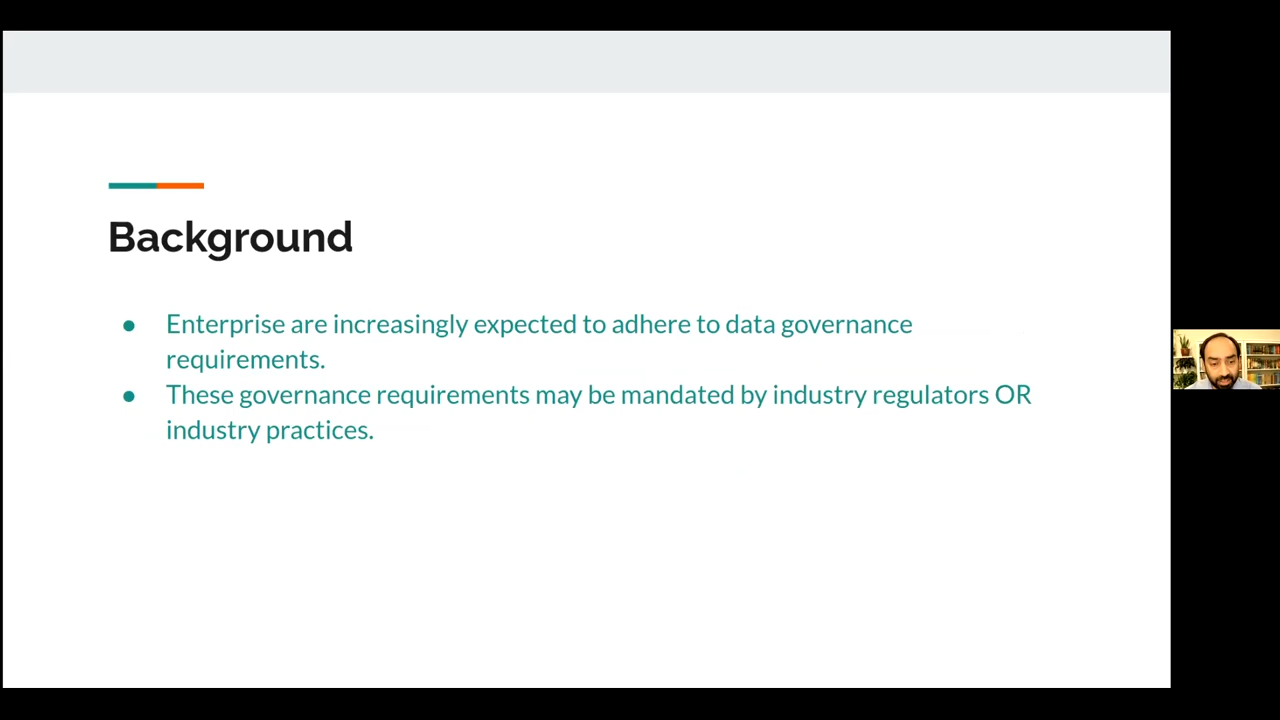 Background
● Enterprise are increasingly expected to adhere to data governance
requirements.
● These governance requirements may be mandated by industry regulators OR
industry practices.